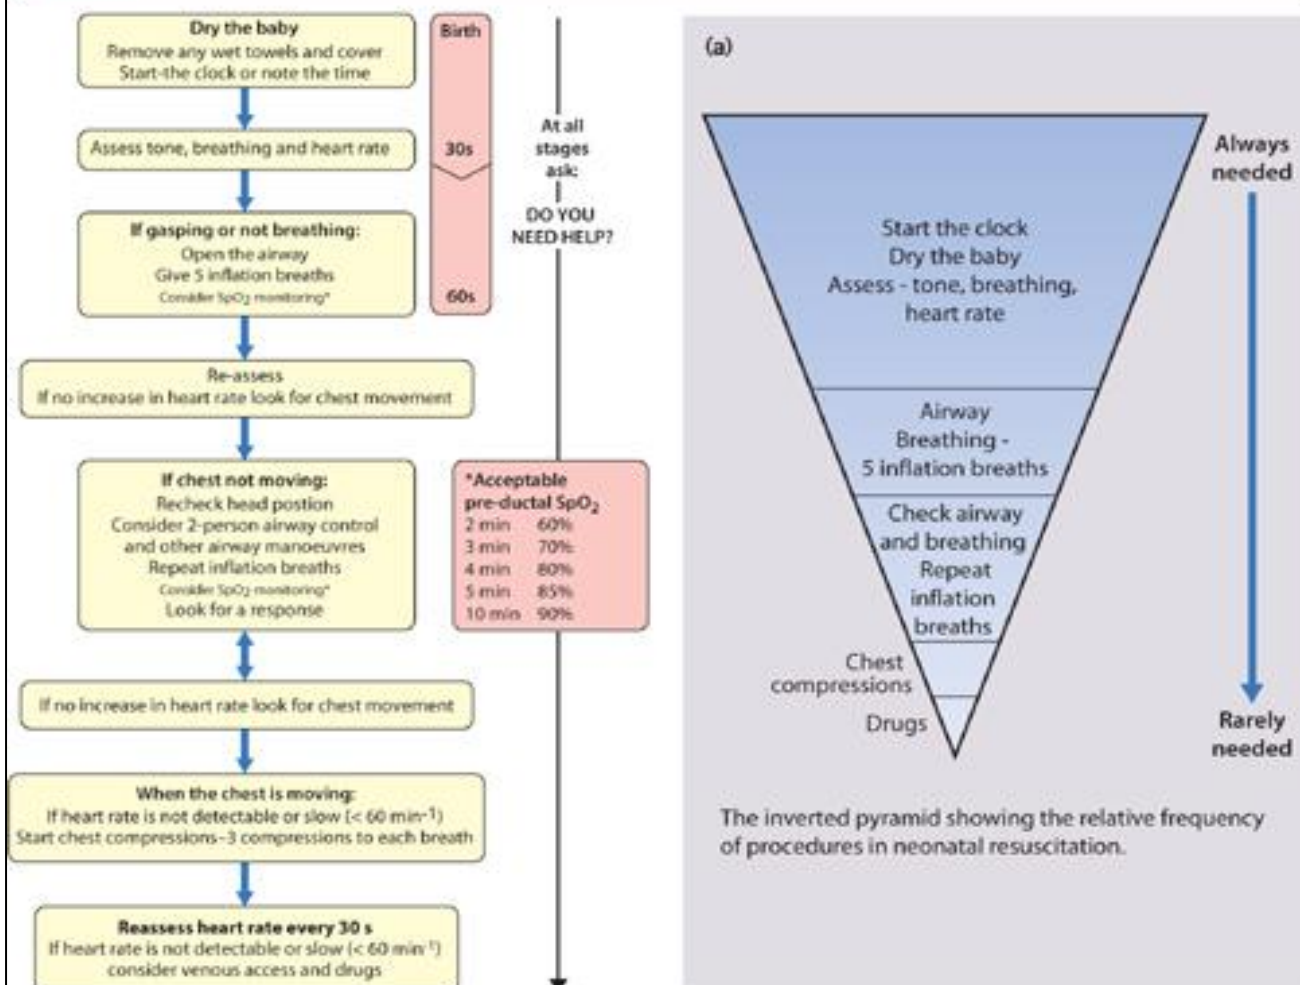 Dry the baby
Remove any wet towels and cover
Start-the clock or note the time
Assess tone, breathing and heart rate
If gasping or not breathing:
Open the airway
Give 5 inflation breaths
Consider SpO2 monitoring*
Re-assess
If no increase in heart rate look for chest movement
If chest not moving:
Recheck head postion
Consider 2-person airway control
and other airway manoeuvres
Repeat inflation breaths
Consider SpO2 monitoring*
Look for a response
If no increase in heart rate look for chest movement
When the chest is moving:
If heart rate is not detectable or slow (< 60 min-1)
Start chest compressions–3 compressions to each breath
Reassess heart rate every 30 s
If heart rate is not detectable or slow (< 60 min-1)
consider venous access and drugs
Birth
30s
60s
At all
stages
ask:
DO YOU
NEED HELP?
*Acceptable
pre-ductal SpO2
2 min 60%
3 min 70%
4 min 80%
5 min 85%
10 min 90%
(a)
Start the clock
Dry the baby
Assess - tone, breathing,
heart rate
Airway
Breathing -
5 inflation breaths
Check airway
and breathing
Repeat
inflation
breaths
Chest
compressions
Drugs
Always
needed
Rarely
needed
The inverted pyramid showing the relative frequency
of procedures in neonatal resuscitation.